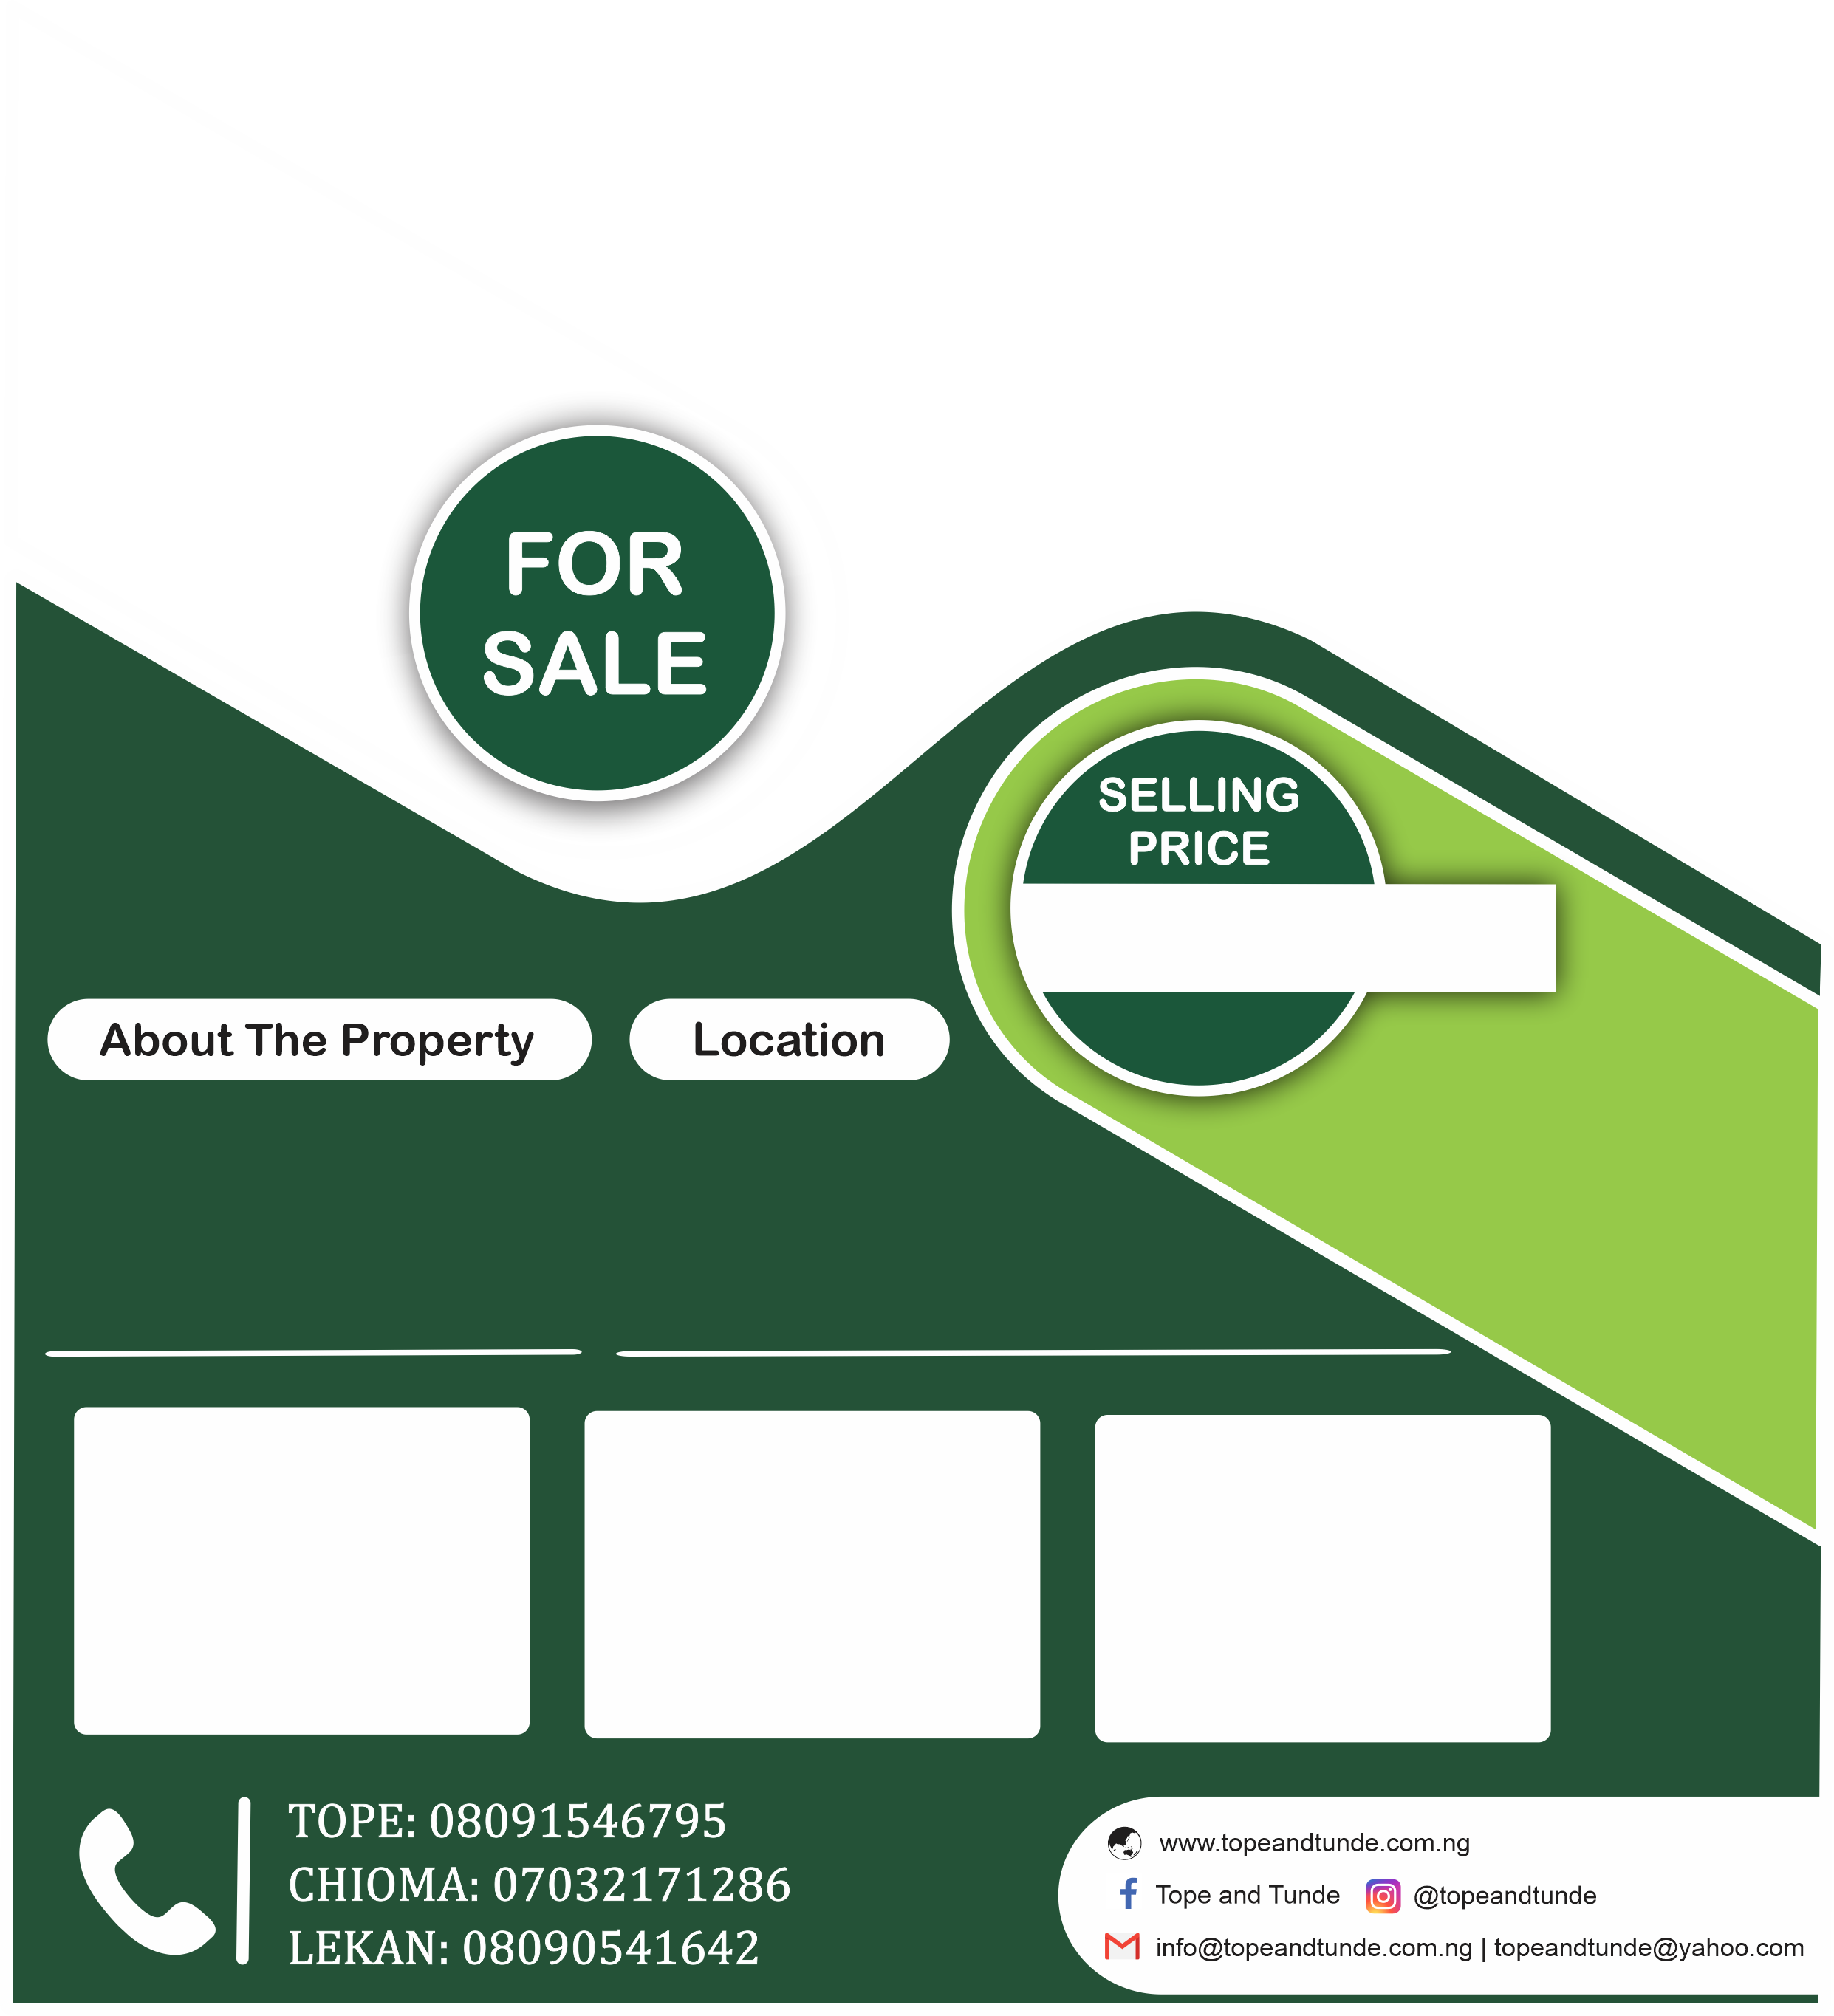 FOR
SALE
SELLING
PRICE
About The Property
Location
TOPE: 08091546795
CHIOMA: 07032171286
LEKAN: 08090541642
www.topeandtunde.com.ng
Tope and Tunde @topeandtunde
info@topeandtunde.com.ng | topeandtunde@yahoo.com